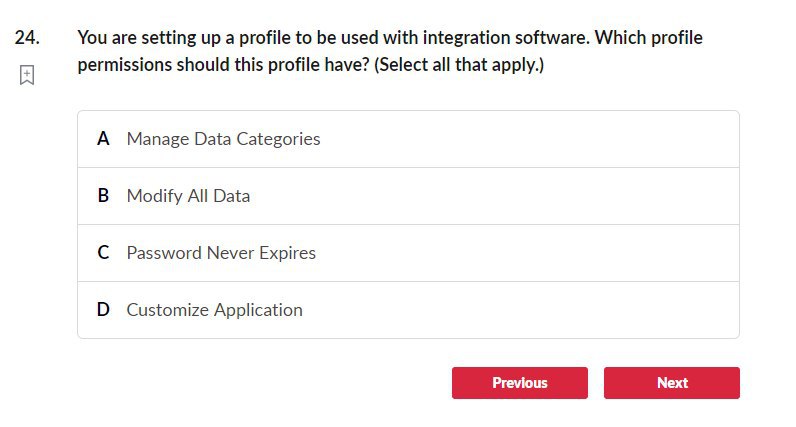 24. You are setting up a profile to be used with integration software. Which profile
permissions should this profile have? (Select all that apply.)
A Manage Data Categories
B Modify All Data
C Password Never Expires
D Customize Application
Previous Next